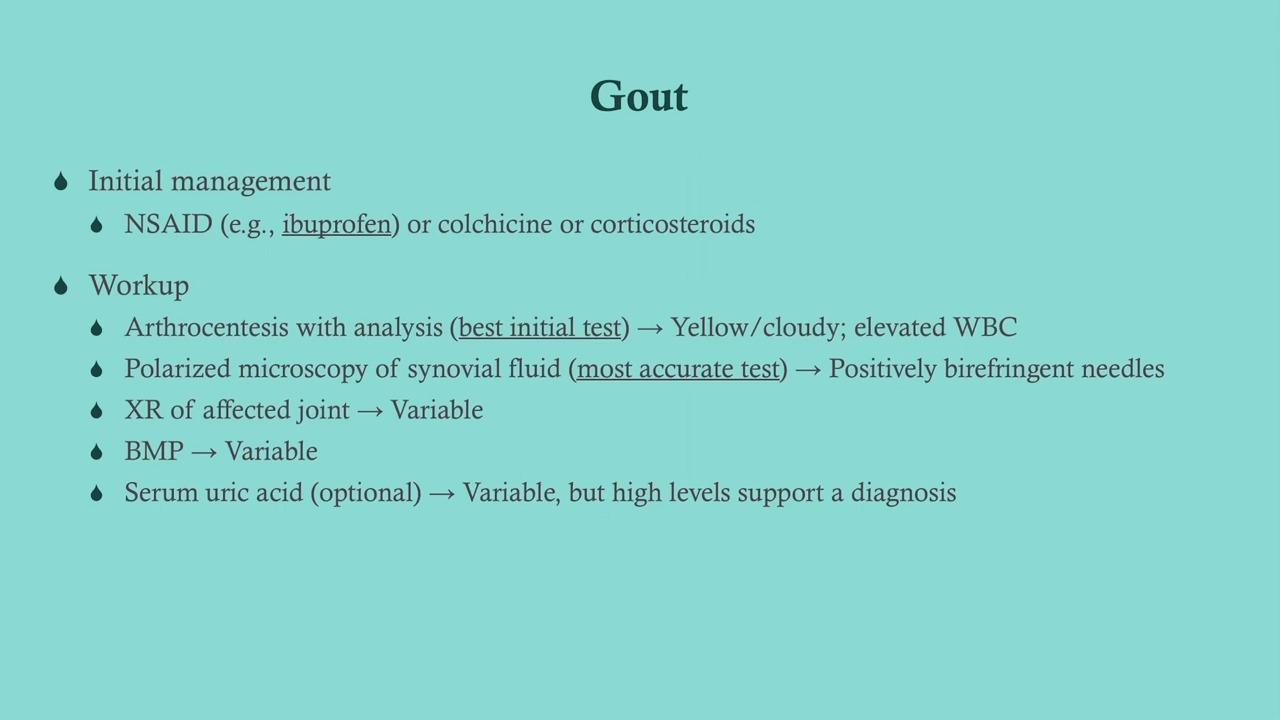 Gout
Initial management
NSAID (e.g., ibuprofen) or colchicine or corticosteroids
Workup
Arthrocentesis with analysis (best initial test) → Yellow/cloudy; elevated WBC
Polarized microscopy of synovial fluid (most accurate test) → Positively birefringent needles
XR of affected joint → Variable
BMP → Variable
Serum uric acid (optional) → Variable, but high levels support a diagnosis